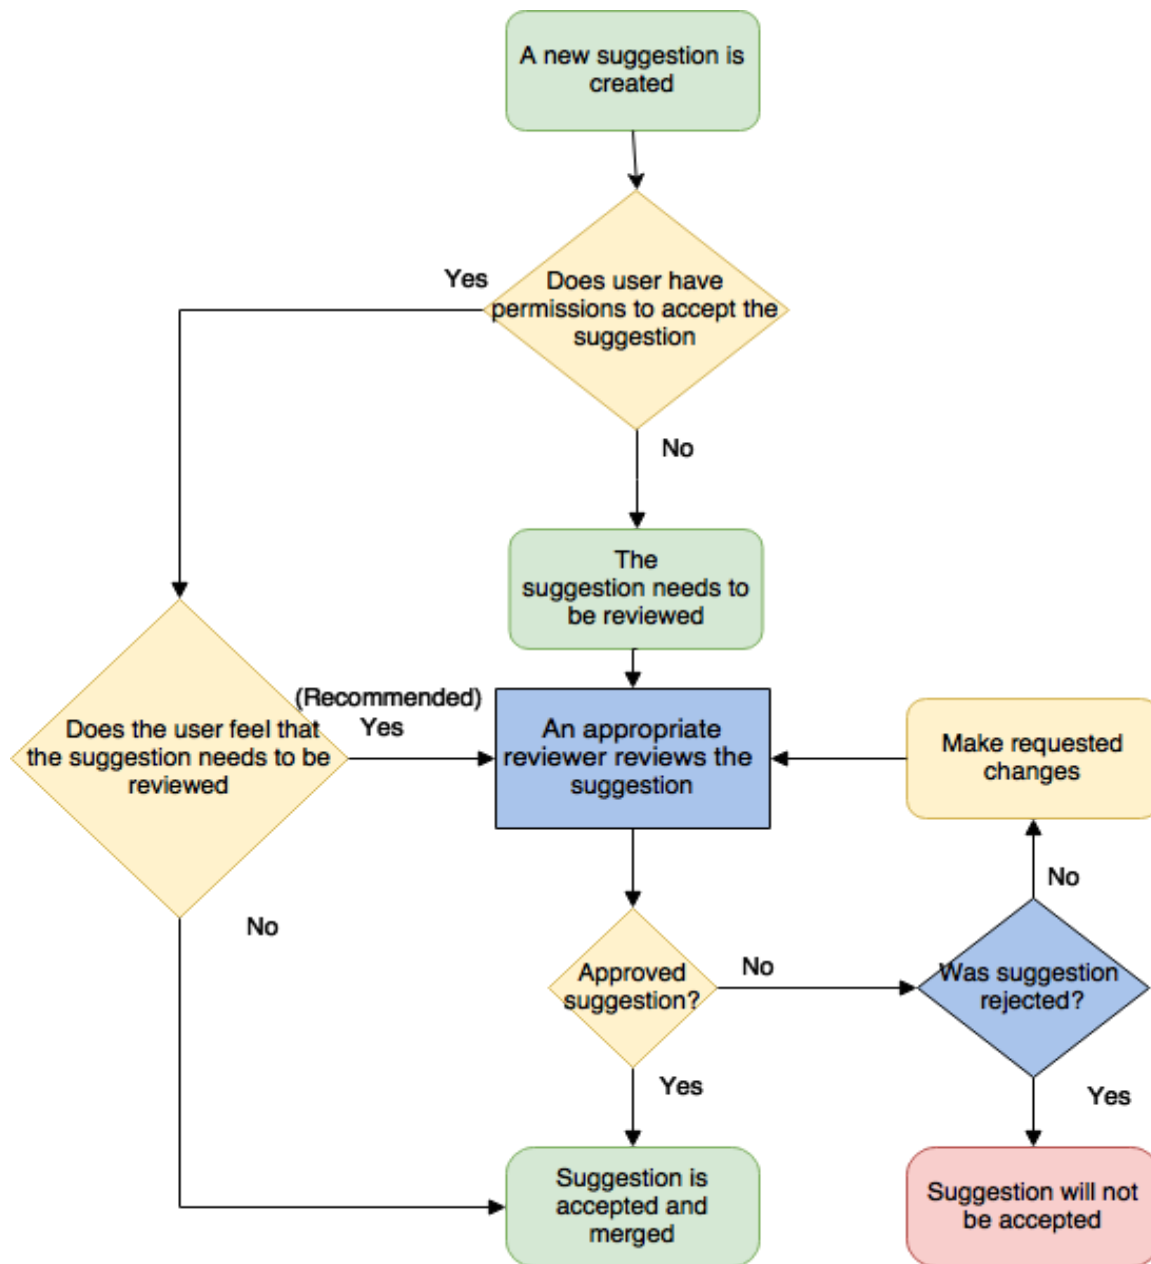 A new suggestion is
created
Yes
Does user have
permissions to accept the
suggestion
No
The
suggestion needs to
be reviewed
(Recommended)
Yes
Does the user feel that
the suggestion needs to be
reviewed
An appropriate
reviewer reviews the
suggestion
Make requested
changes
No
No
Approved
suggestion?
No
Was suggestion
rejected?
Yes
Yes
Suggestion is
accepted and
merged
Suggestion will not
be accepted